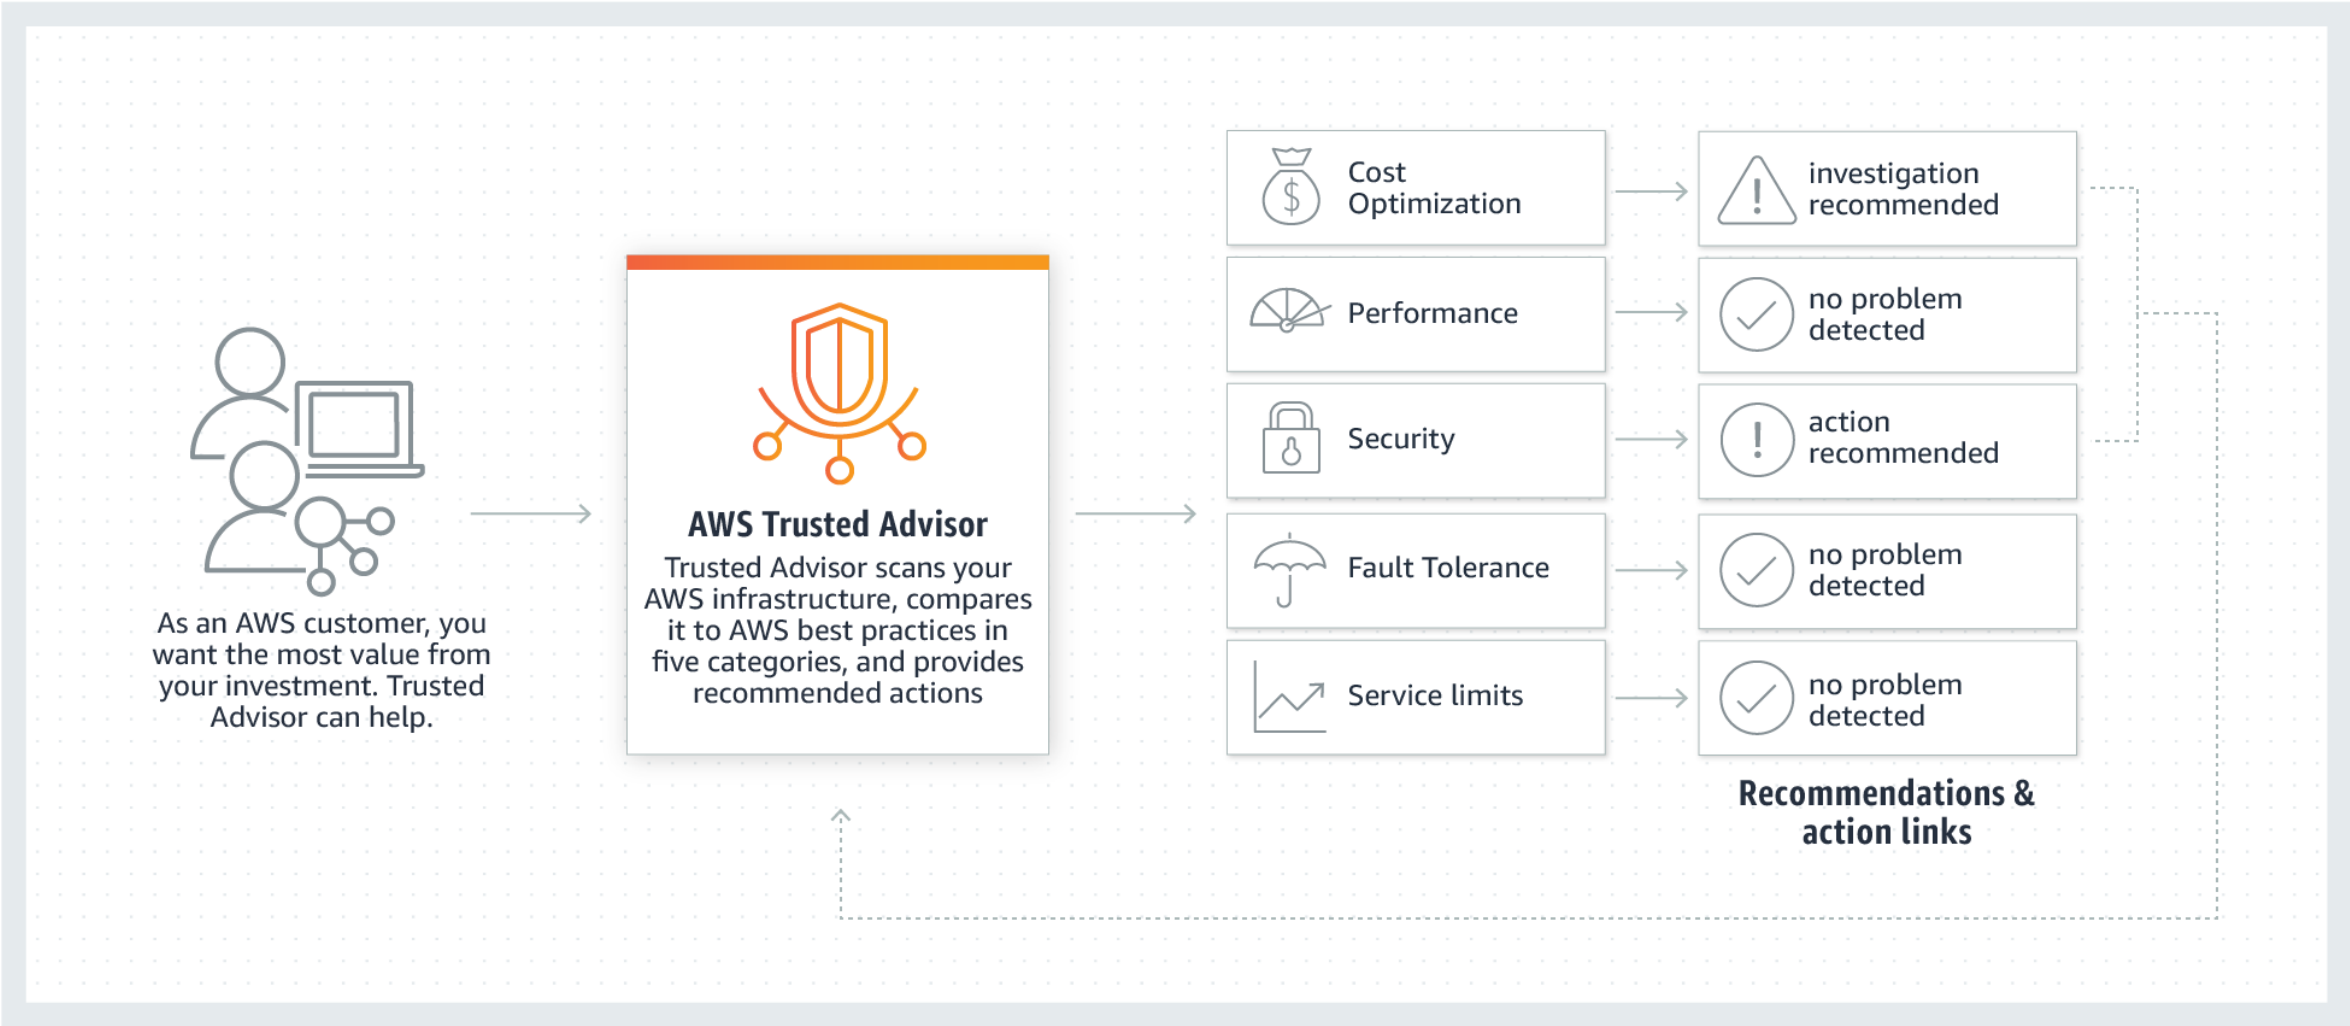 As an AWS customer, you
want the most value from
your investment. Trusted
Advisor can help.
AWS Trusted Advisor
Trusted Advisor scans your
AWS infrastructure, compares
it to AWS best practices in
five categories, and provides
recommended actions
Cost
Optimization
investigation
recommended
Performance
no problem
detected
Security
action
recommended
Fault Tolerance
no problem
detected
Service limits
no problem
detected
Recommendations &
action links